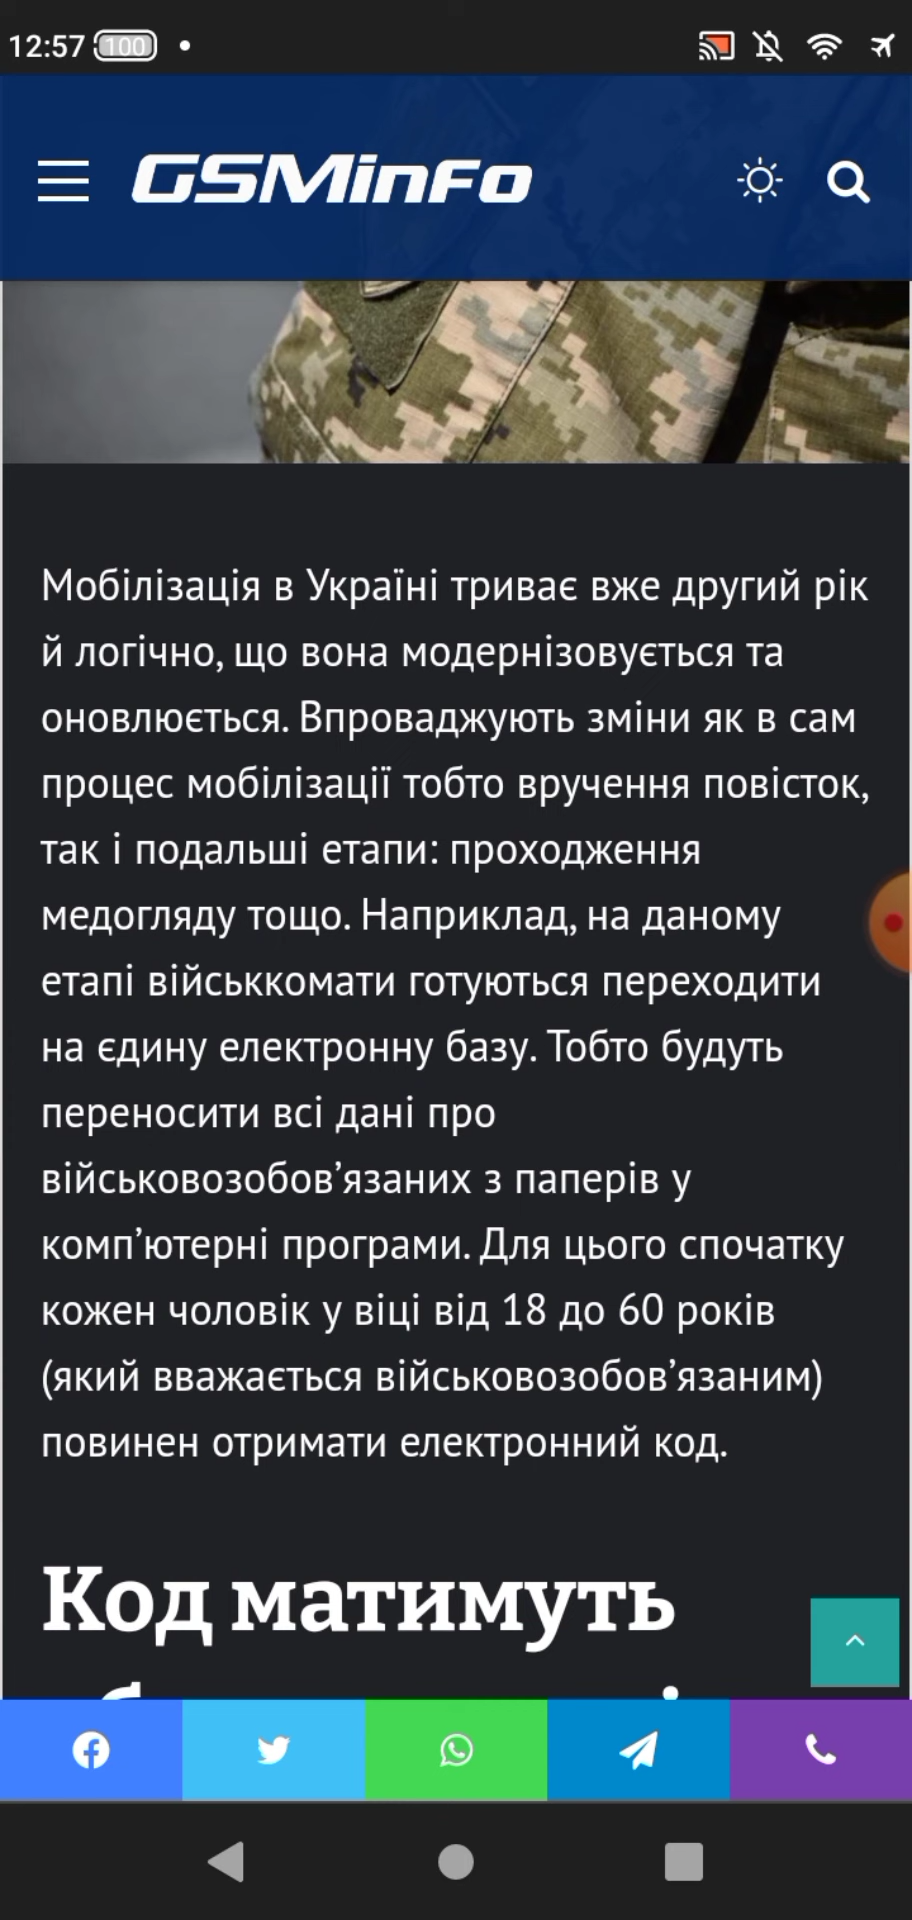 12:57 100
GSMinFo
Мобілізація в Україні триває вже другий рік
й логічно, що вона модернізовується та
оновлюється. Впроваджують зміни як в сам
процес мобілізації тобто вручення повісток,
так і подальші етапи: проходження
медогляду тощо. Наприклад, на даному
етапі військкомати готуються переходити
на єдину електронну базу. Тобто будуть
переносити всі дані про
військовозобов’язаних з паперів у
комп’ютерні програми. Для цього спочатку
кожен чоловік у віці від 18 до 60 років
(який вважається військовозобов’язаним)
повинен отримати електронний код.
Код матимуть